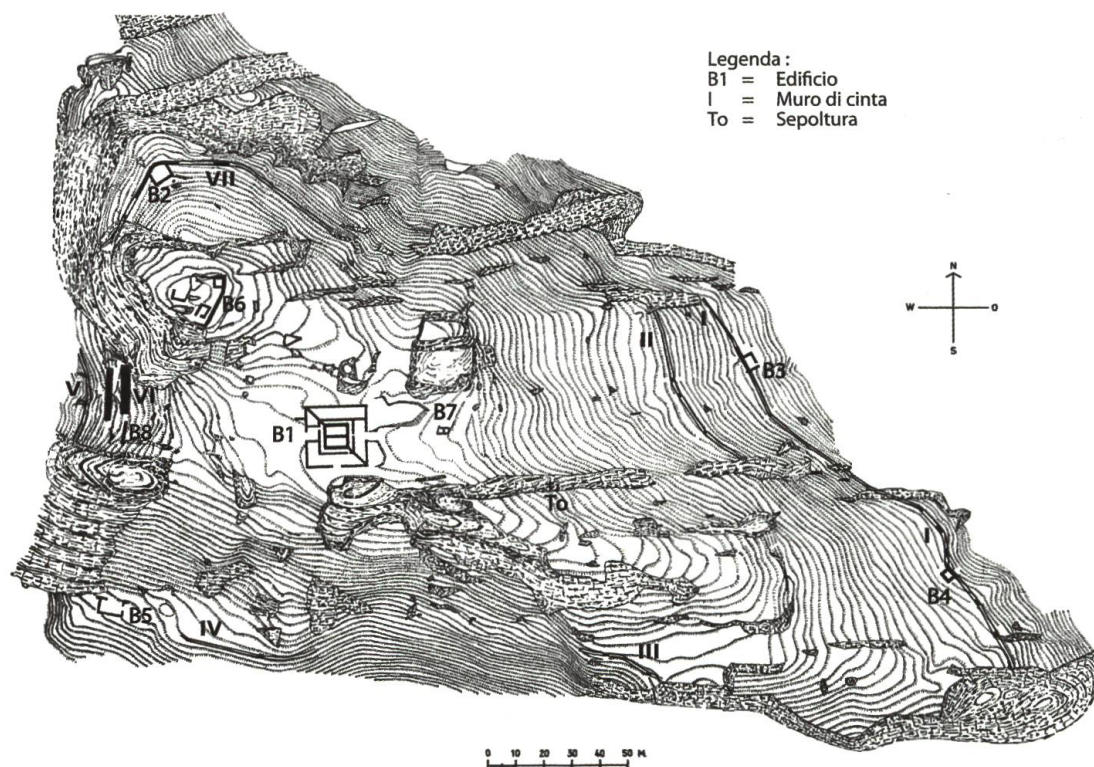 Legenda :
B1 = Edificio
I = Muro di cinta
To = Sepoltura
B2
VII
N
W O
S
B6
I
II
B3
V
VI
B7
B1
B8
To
I
B4
B5
IV
III
0 10 20 30 40 50 M.